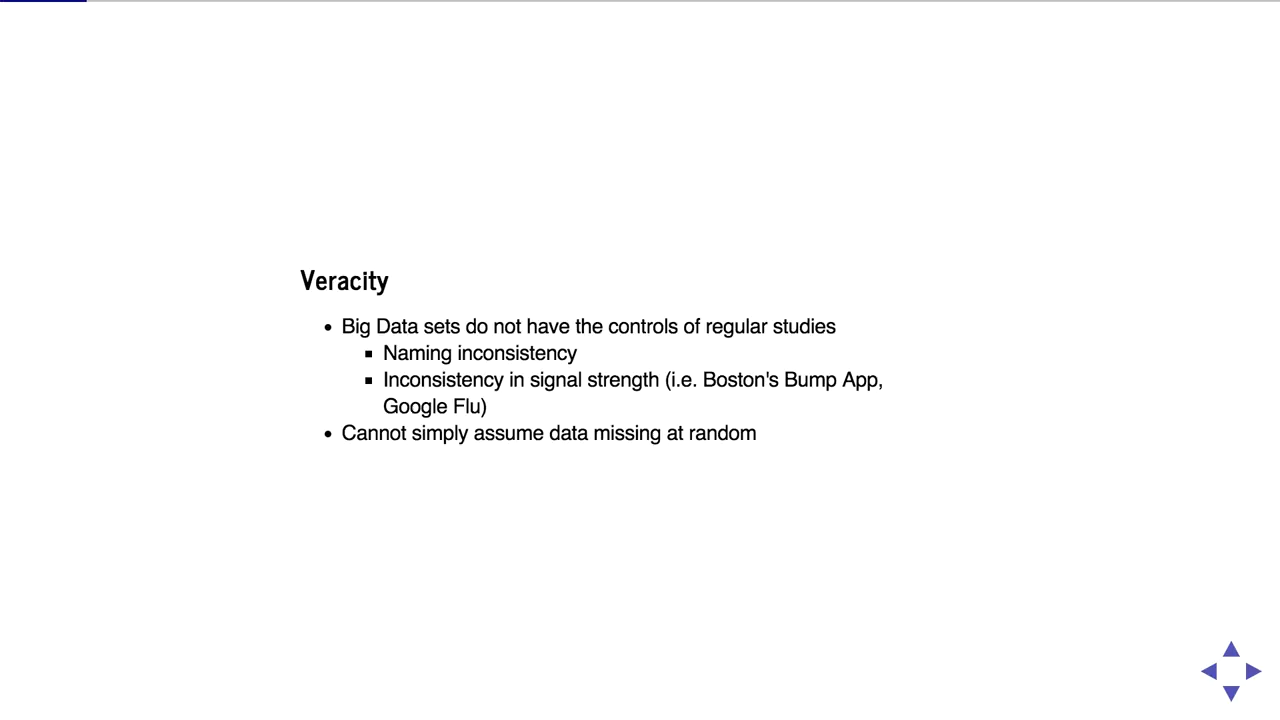 Veracity
• Big Data sets do not have the controls of regular studies
▪ Naming inconsistency
▪ Inconsistency in signal strength (i.e. Boston's Bump App,
Google Flu)
• Cannot simply assume data missing at random